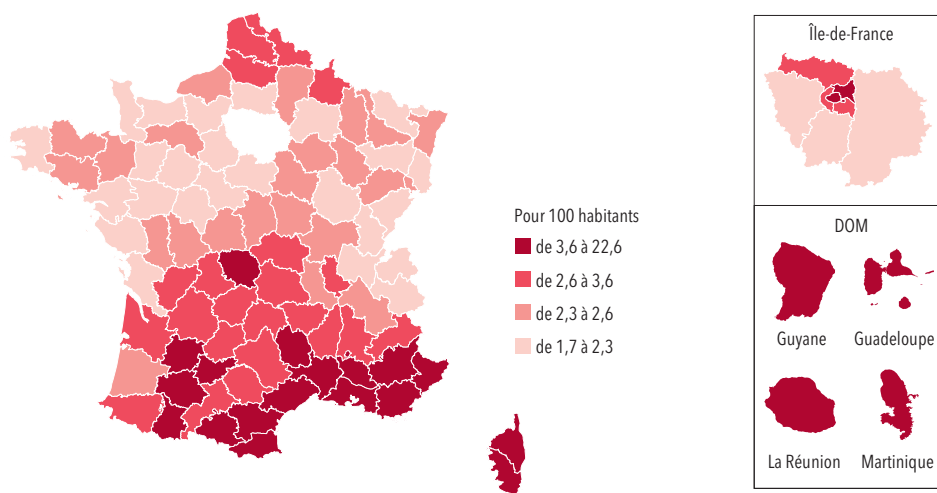 Île-de-France
Pour 100 habitants
de 3,6 à 22,6
de 2,6 à 3,6
de 2,3 à 2,6
de 1,7 à 2,3
DOM
Guyane
Guadeloupe
La Réunion
Martinique